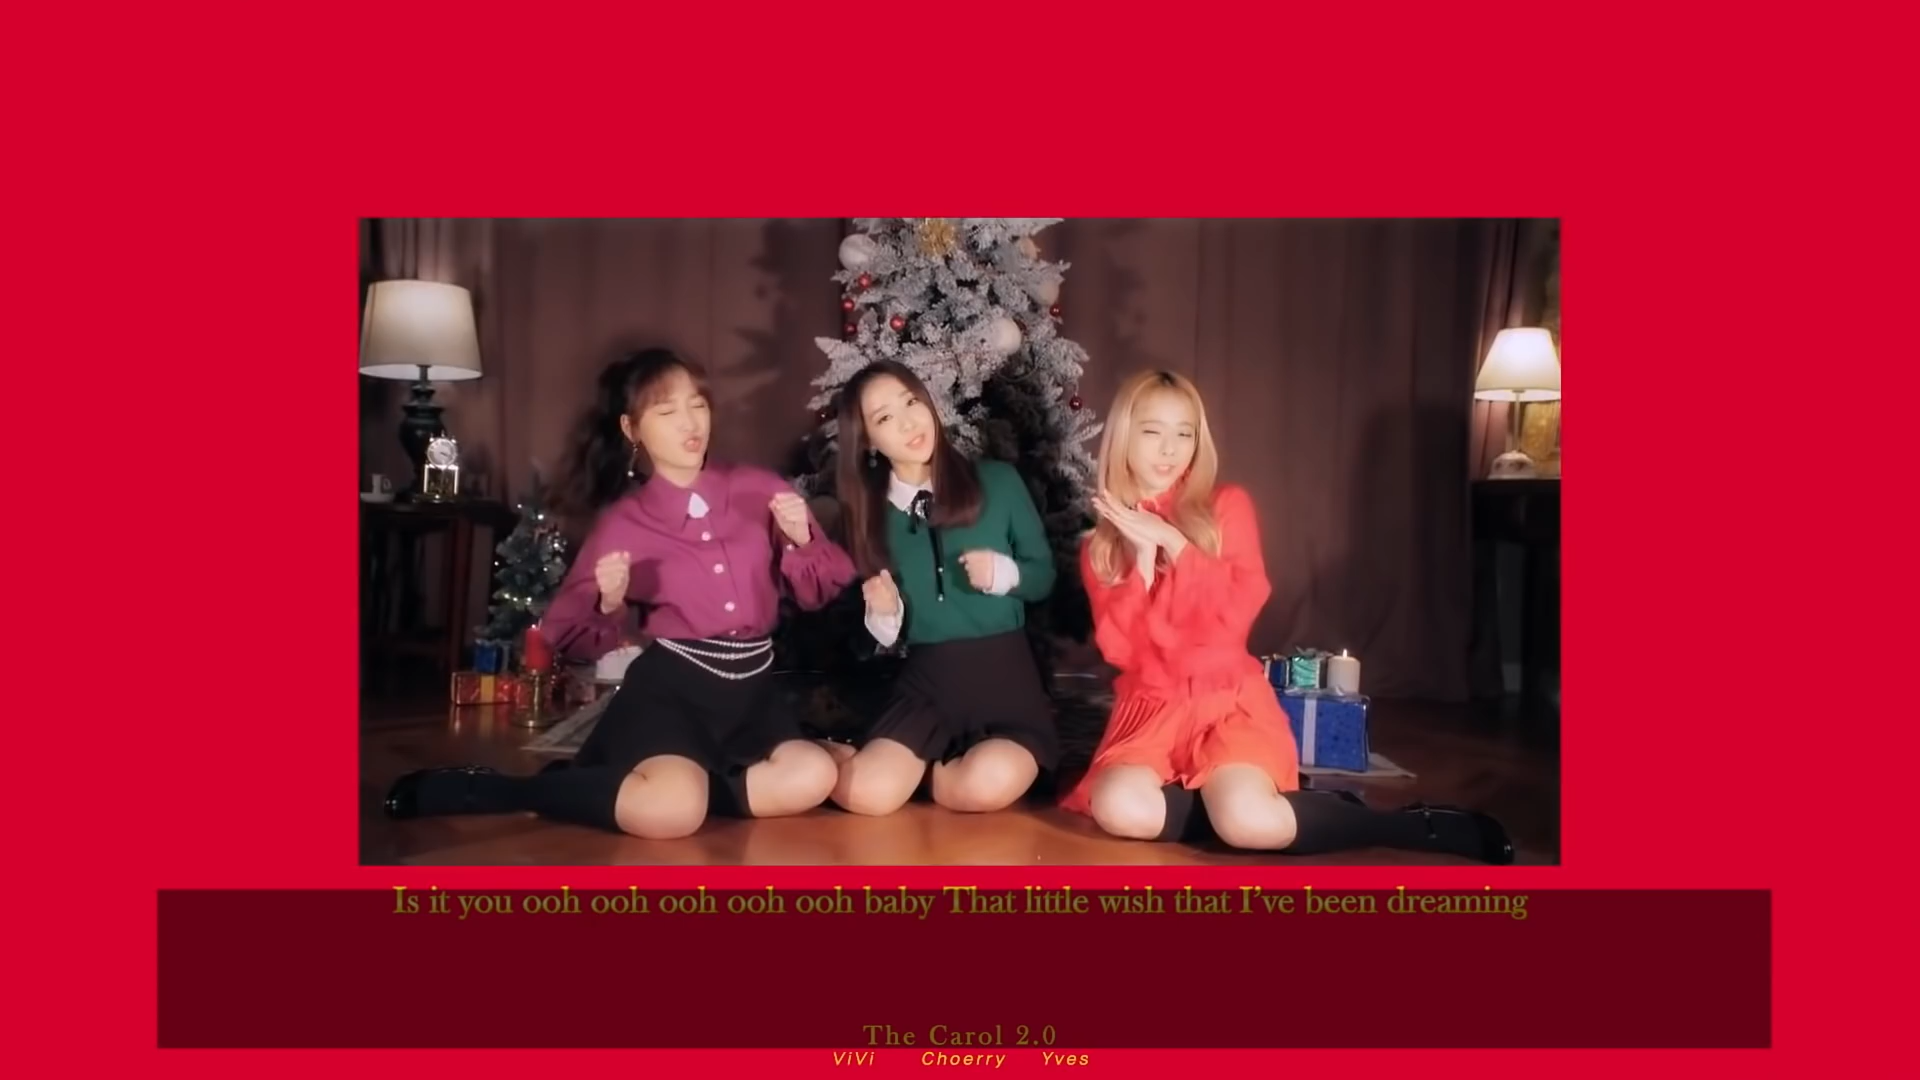 Is it you ooh ooh ooh ooh ooh baby That little wish that I've been dreaming
The Carol 2.0
ViVi Choerry Yves